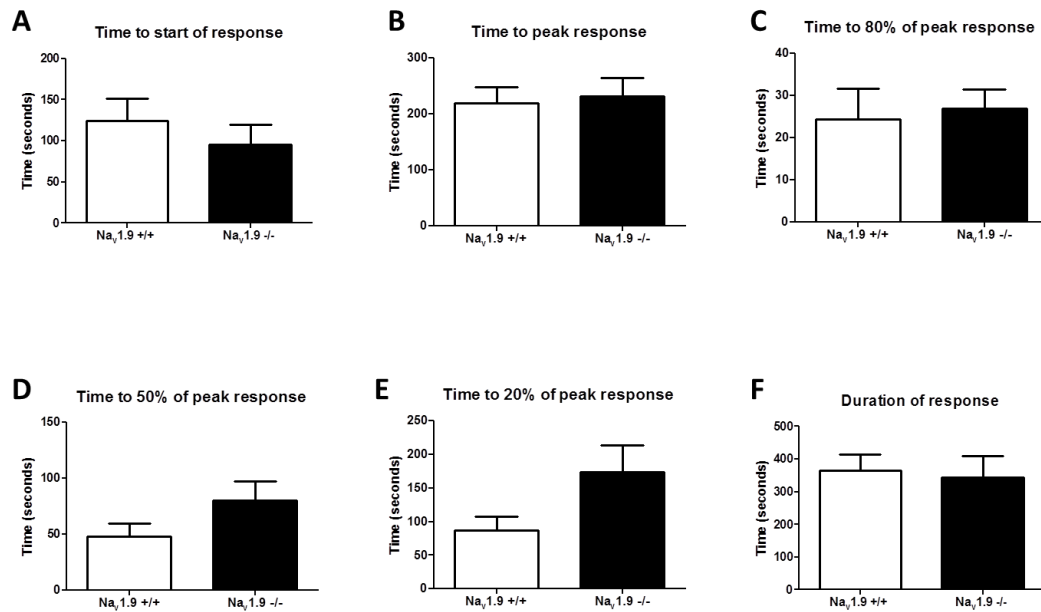 A
Time to start of response
200
150
100
50
0
Time (seconds)
Naᵥ1.9 +/+
Naᵥ1.9 -/-
B
Time to peak response
300
200
100
0
Time (seconds)
Naᵥ1.9 +/+
Naᵥ1.9 -/-
C
Time to 80% of peak response
40
30
20
10
0
Time (seconds)
Naᵥ1.9 +/+
Naᵥ1.9 -/-
D
Time to 50% of peak response
150
100
50
0
Time (seconds)
Naᵥ1.9 +/+
Naᵥ1.9 -/-
E
Time to 20% of peak response
250
200
150
100
50
0
Time (seconds)
Naᵥ1.9 +/+
Naᵥ1.9 -/-
F
Duration of response
500
400
300
200
100
0
Time (seconds)
Naᵥ1.9 +/+
Naᵥ1.9 -/-